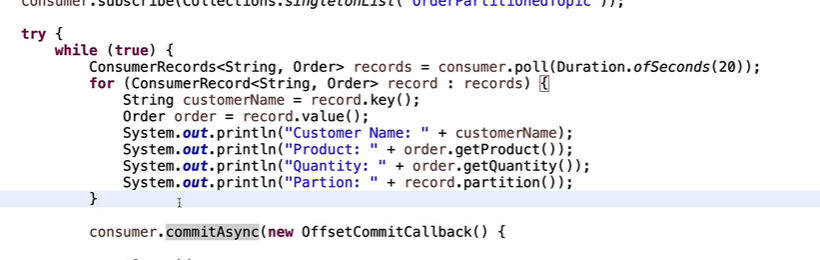 consumer.subscribe(Collections.singletonList("OrderPartitionedTopic"));
try {
while (true) {
ConsumerRecords<String, Order> records = consumer.poll(Duration.ofSeconds(20));
for (ConsumerRecord<String, Order> record : records) {
String customerName = record.key();
Order order = record.value();
System.out.println("Customer Name: " + customerName);
System.out.println("Product: " + order.getProduct());
System.out.println("Quantity: " + order.getQuantity());
System.out.println("Partion: " + record.partition());
}
consumer.commitAsync(new OffsetCommitCallback() {